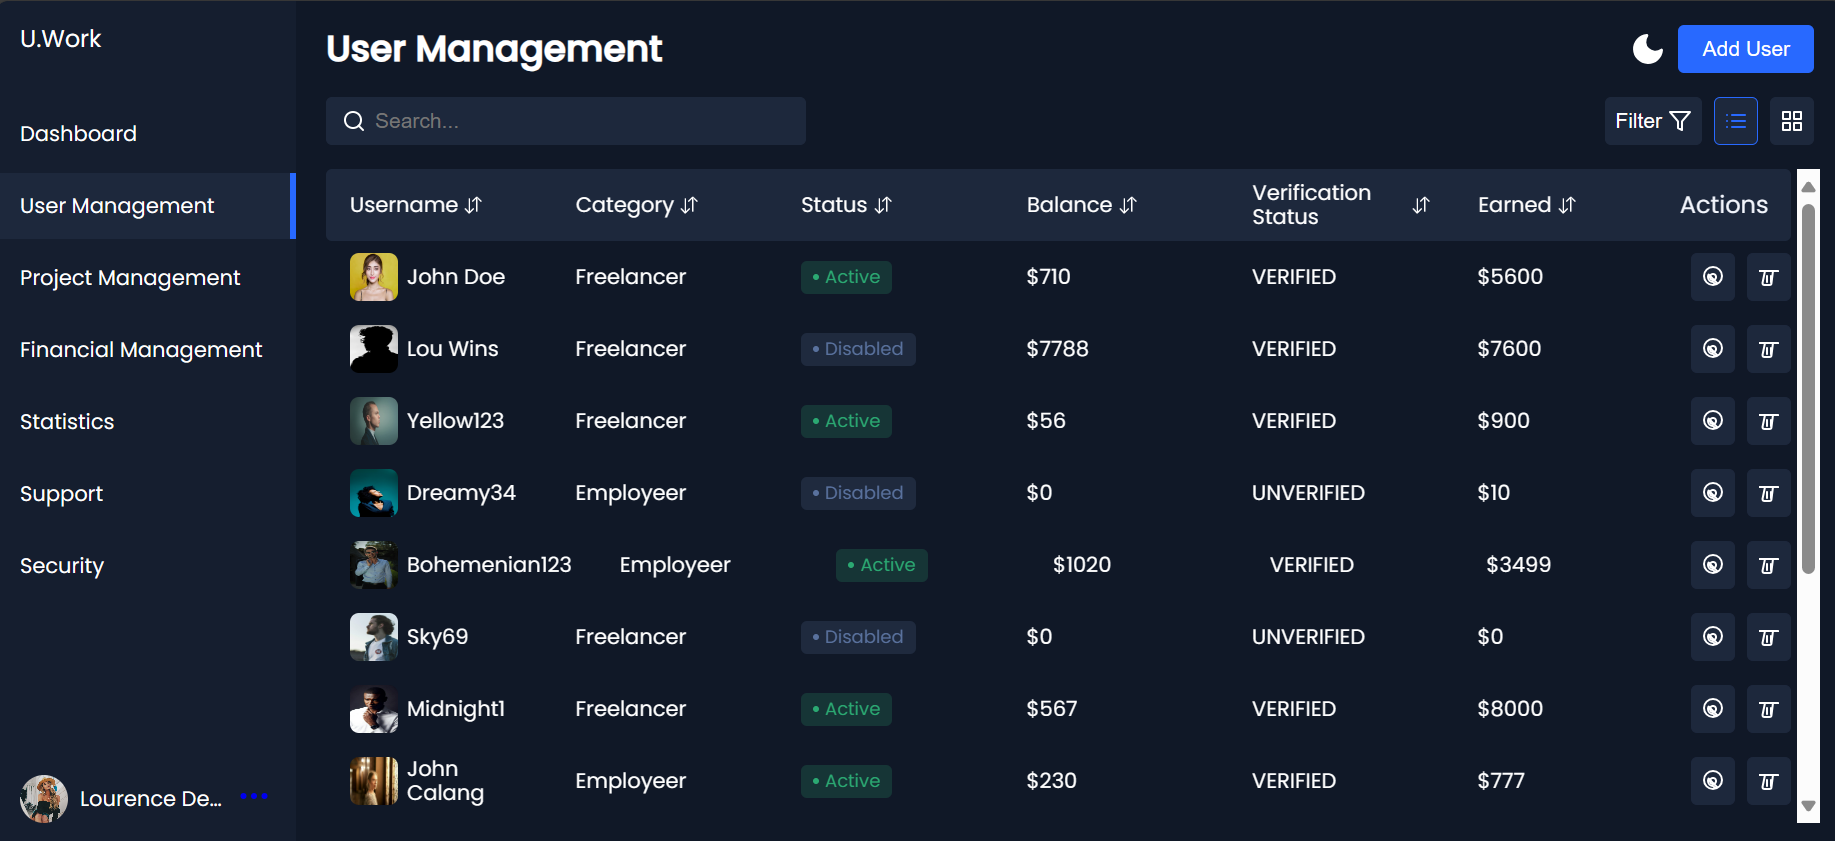 U.Work
Dashboard
User Management
Project Management
Financial Management
Statistics
Support
Security
Lourence De...
User Management
Add User
Search...
Filter
Username Category Status Balance Verification Status Earned Actions
John Doe Freelancer • Active $710 VERIFIED $5600
Lou Wins Freelancer • Disabled $7788 VERIFIED $7600
Yellow123 Freelancer • Active $56 VERIFIED $900
Dreamy34 Employeer • Disabled $0 UNVERIFIED $10
Bohemenian123 Employeer • Active $1020 VERIFIED $3499
Sky69 Freelancer • Disabled $0 UNVERIFIED $0
Midnight1 Freelancer • Active $567 VERIFIED $8000
John Calang Employeer • Active $230 VERIFIED $777